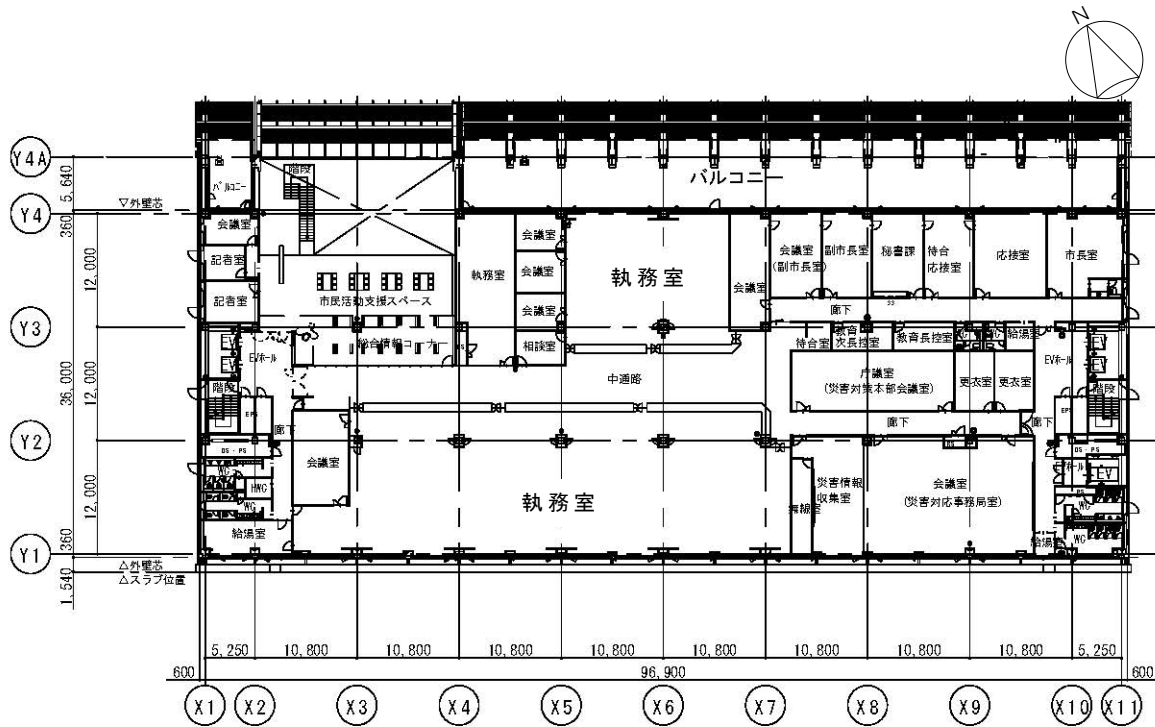 N
Y4A
5,640
階段
バルコニー
バルコニー
▽外壁芯
Y4
360
会議室
会議室
執務室
会議室
(副市長室)
副市長室
秘書課
待合
応接室
応接室
市長室
記者室
執務室
会議室
会議室
12,000
記者室
市民活動支援スペース
会議室
廊下
Y3
総合情報コーナー
相談室
待合室
教育
次長控室
教育長控室
WC
給湯室
EV
EV
EVホール
EVホール
EV
EV
中通路
庁議室
(災害対策本部会議室)
更衣室
更衣室
36,000
12,000
階段
EPS
階段
EPS
廊下
廊下
廊下
Y2
DS・PS
DS・PS
会議室
WC
HWC
WC
執務室
災害情報
収集室
無線室
会議室
(災害対応事務局室)
EVホール
EV
PS
WC
WC
12,000
給湯室
給湯室
360
Y1
△外壁芯
△スラブ位置
1,540
5,250
10,800
10,800
10,800
10,800
10,800
10,800
10,800
10,800
5,250
600
96,900
600
X1
X2
X3
X4
X5
X6
X7
X8
X9
X10
X11